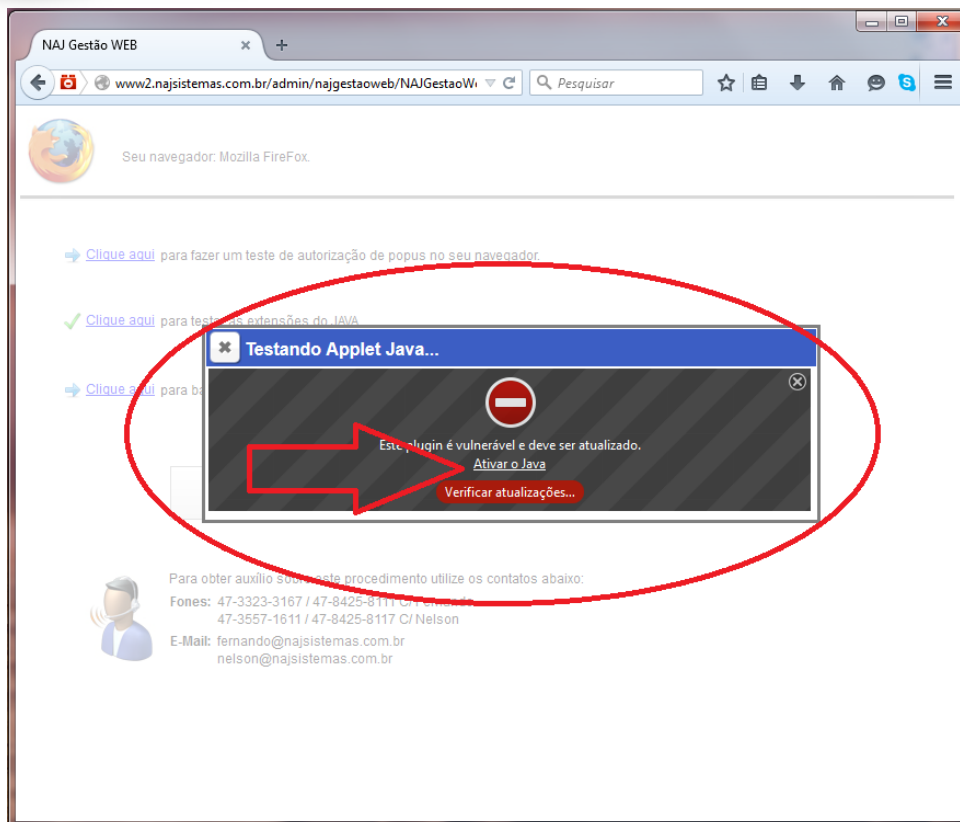 NAJ Gestão WEB
www2.najsistemas.com.br/admin/najgestaoweb/NAJGestaoW
Pesquisar
Seu navegador: Mozilla FireFox.
Clique aqui para fazer um teste de autorização de popus no seu navegador.
Clique aqui para testar as extensões do JAVA
Testando Applet Java...
Clique aqui para ba
Este plugin é vulnerável e deve ser atualizado.
Ativar o Java
Verificar atualizações...
Para obter auxílio sobre este procedimento utilize os contatos abaixo:
Fones: 47-3323-3167 / 47-8425-8111 C/ Fernando
47-3557-1611 / 47-8425-8117 C/ Nelson
E-Mail: fernando@najsistemas.com.br
nelson@najsistemas.com.br